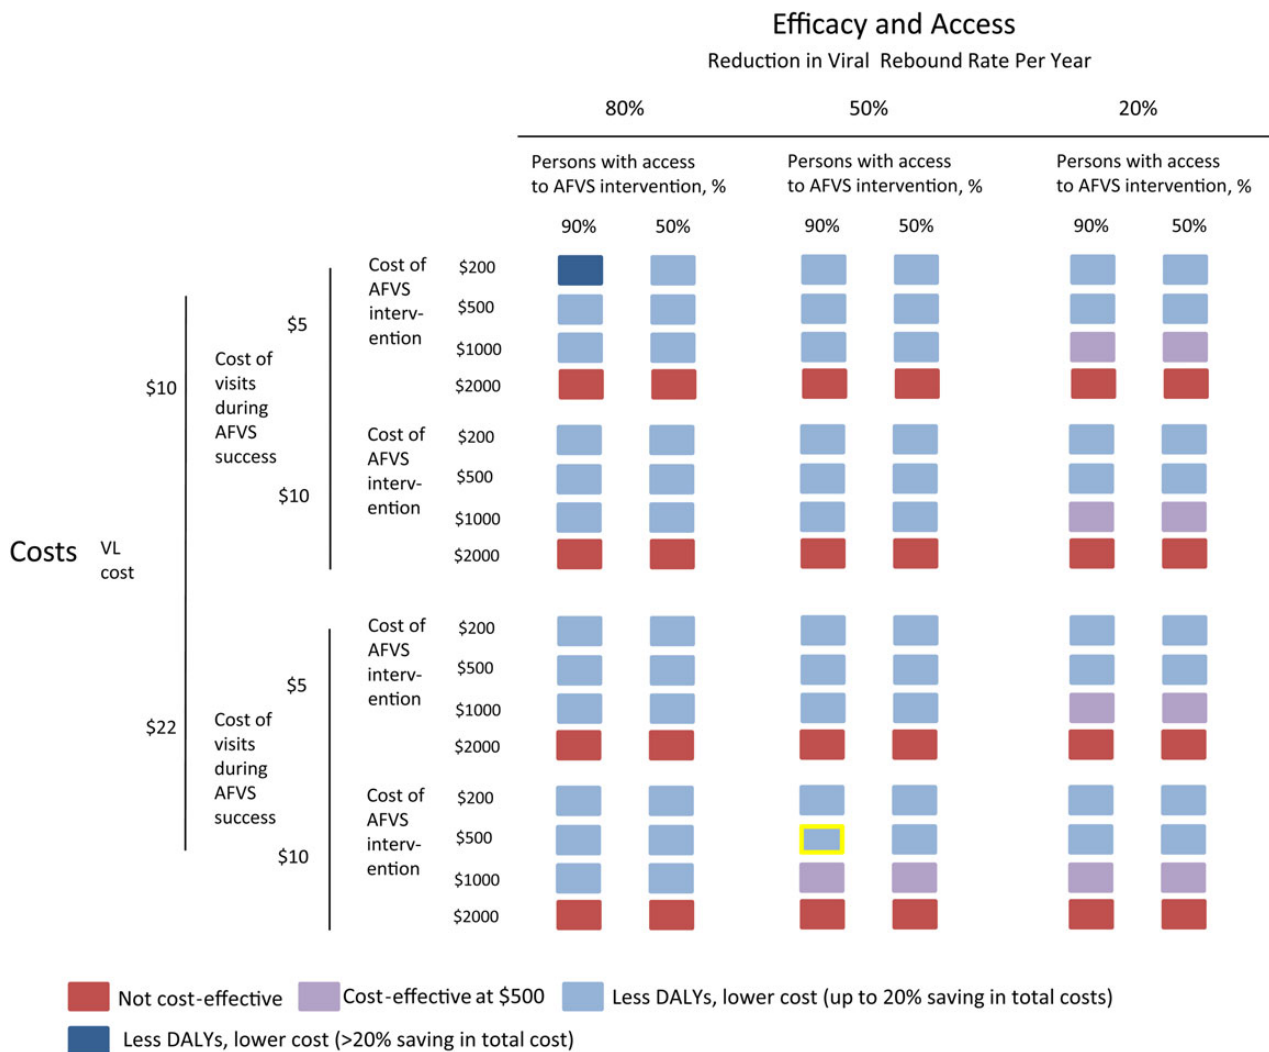 Efficacy and Access
Reduction in Viral Rebound Rate Per Year
80% 50% 20%
Persons with access
to AFVS intervention, %
Persons with access
to AFVS intervention, %
Persons with access
to AFVS intervention, %
90% 50% 90% 50% 90% 50%
Costs
VL
cost
$10
Cost of
visits
during
AFVS
success
$5
Cost of
AFVS
interv-
ention
$200
$500
$1000
$2000
$10
Cost of
AFVS
interv-
ention
$200
$500
$1000
$2000
$22
Cost of
visits
during
AFVS
success
$5
Cost of
AFVS
interv-
ention
$200
$500
$1000
$2000
$10
Cost of
AFVS
interv-
ention
$200
$500
$1000
$2000
Not cost-effective
Cost-effective at $500
Less DALYs, lower cost (up to 20% saving in total costs)
Less DALYs, lower cost (>20% saving in total cost)